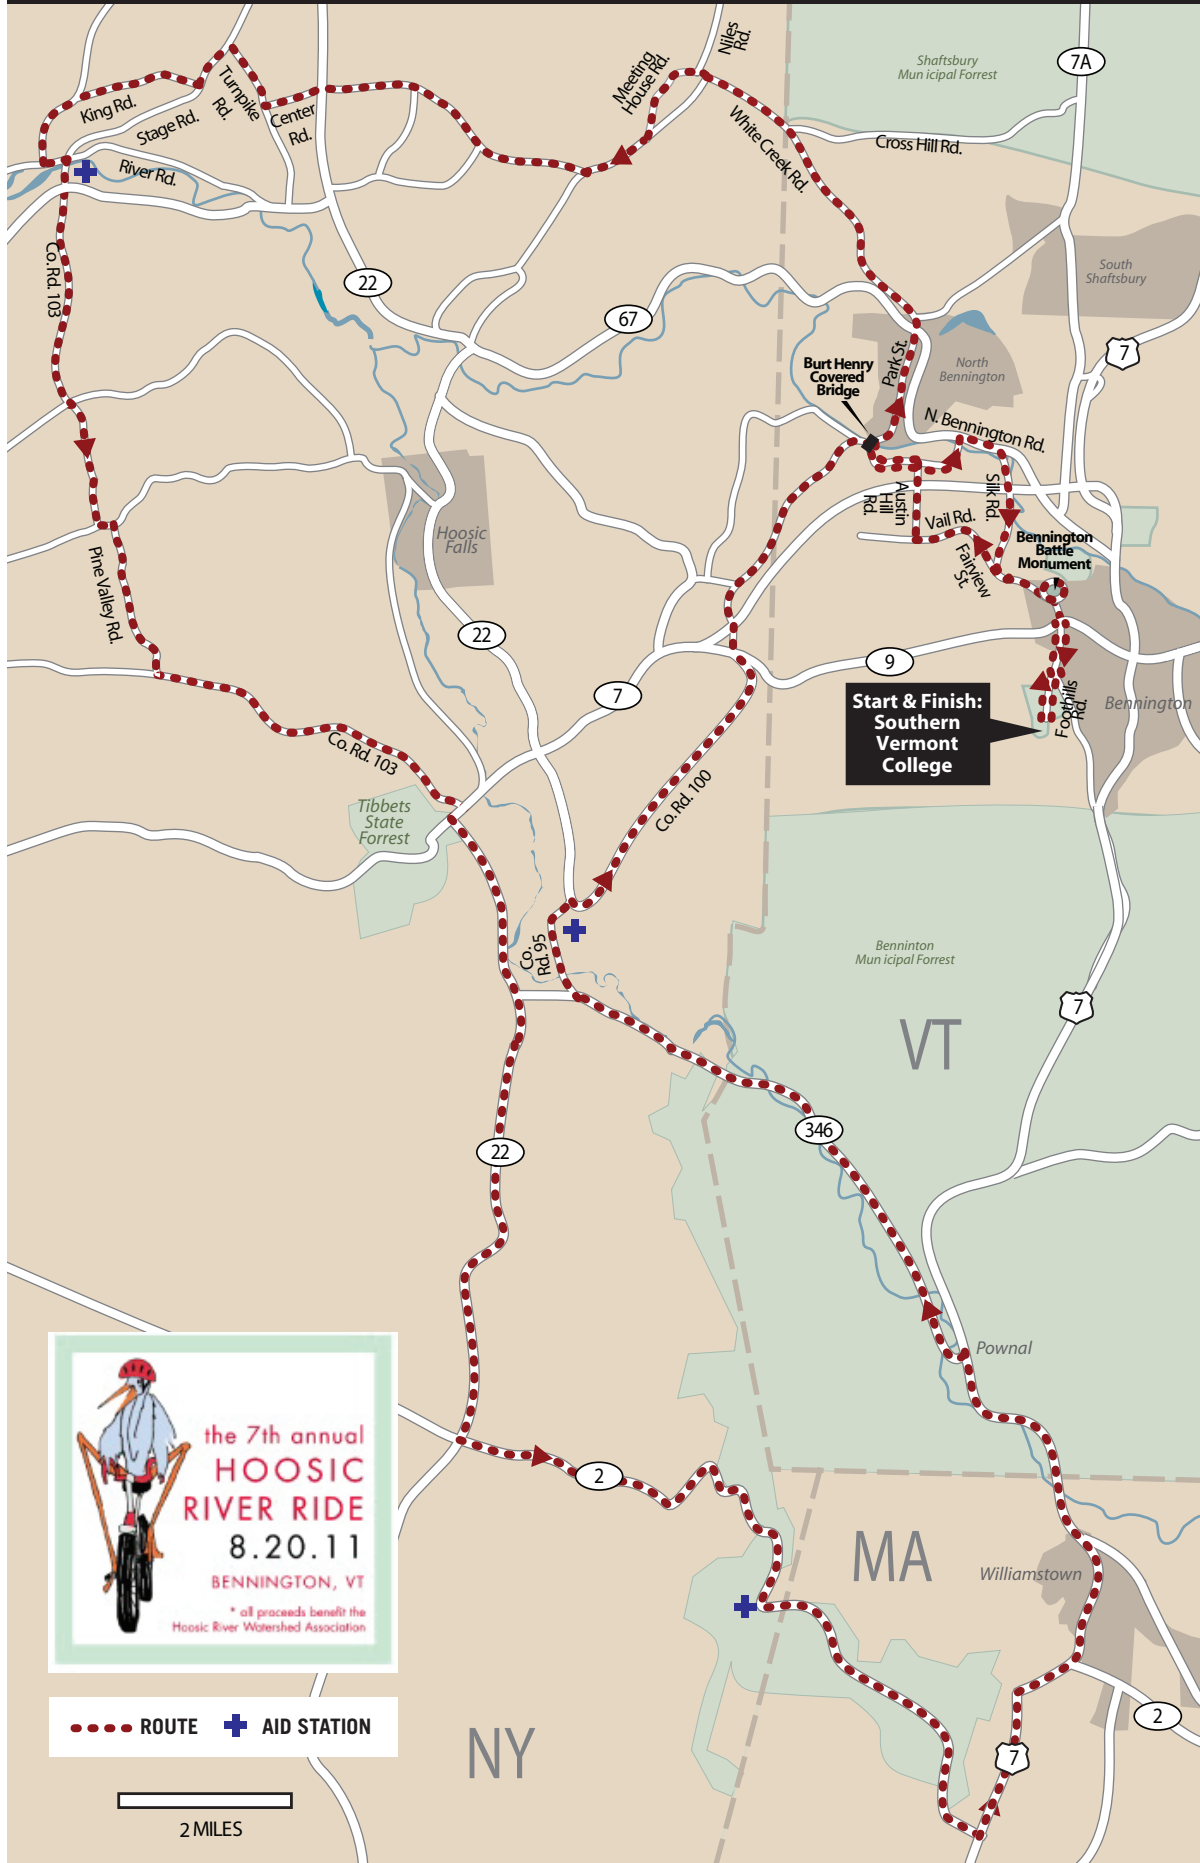 Niles
Rd.
Shaftsbury
Mun icipal Forrest
7A
Meeting
House Rd.
King Rd.
Turnpike
Rd.
Stage Rd.
Center
Rd.
White Creek Rd.
Cross Hill Rd.
River Rd.
Co. Rd. 103
22
South
Shaftsbury
67
7
Burt Henry
Covered
Bridge
Park St.
North
Bennington
N. Bennington Rd.
Hoosic
Falls
Austin
Hill
Rd.
Silk Rd.
Vail Rd.
Fairview
St.
Bennington
Battle
Monument
Pine Valley Rd.
22
9
7
Start & Finish:
Southern
Vermont
College
Foothills
Rd.
Bennington
Co. Rd. 103
Co. Rd. 100
Tibbets
State
Forrest
Co.
Rd. 95
Benninton
Mun icipal Forrest
7
VT
346
22
Pownal
the 7th annual
HOOSIC
RIVER RIDE
8.20.11
BENNINGTON, VT
* all proceeds benefit the
Hoosic River Watershed Association
2
MA
Williamstown
ROUTE
AID STATION
NY
2
7
2 MILES